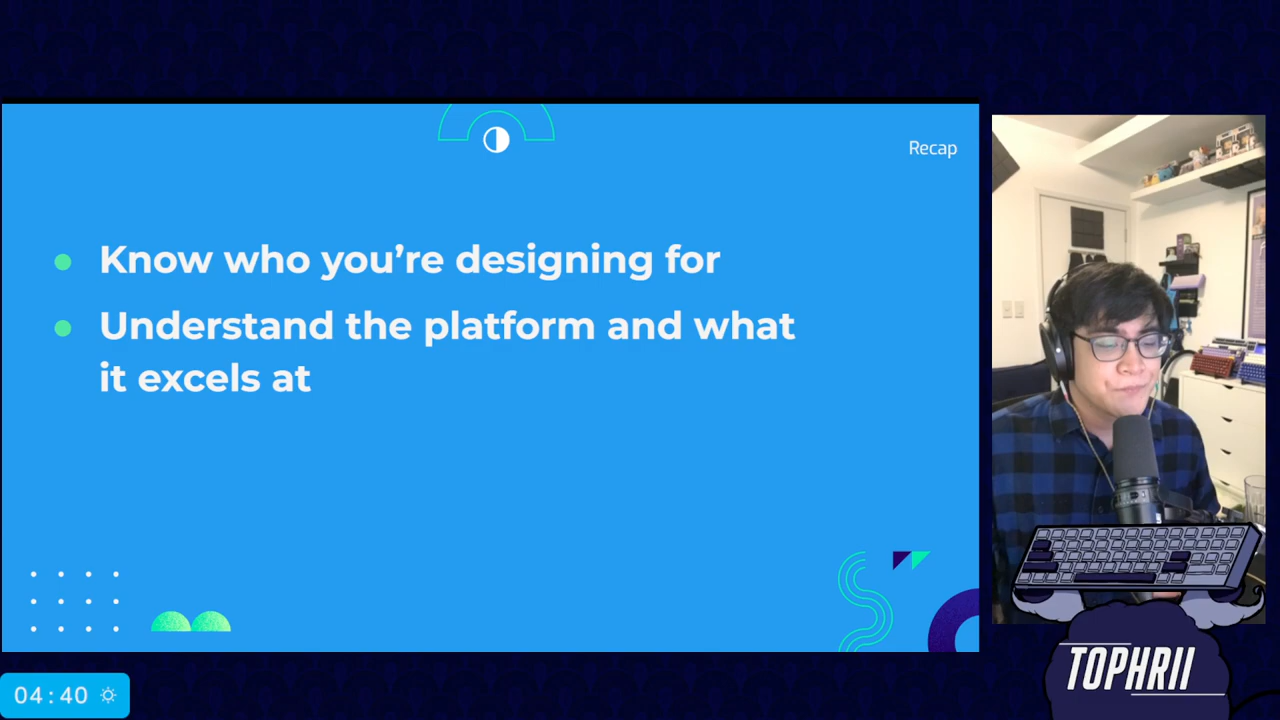 Recap
Know who you’re designing for
Understand the platform and what
it excels at
04:40
TOPHRII